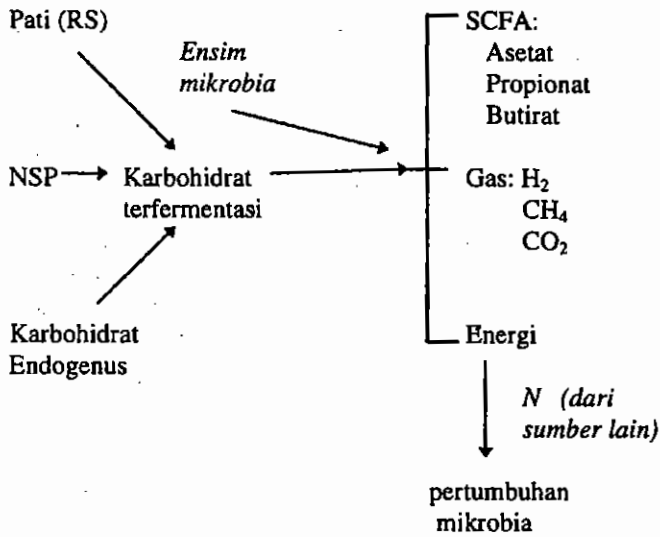 Pati (RS)
Ensim
mikrobia
SCFA:
Asetat
Propionat
Butirat
NSP
Karbohidrat
terfermentasi
Gas: H₂
CH₄
CO₂
Karbohidrat
Endogenus
Energi
N (dari
sumber lain)
pertumbuhan
mikrobia